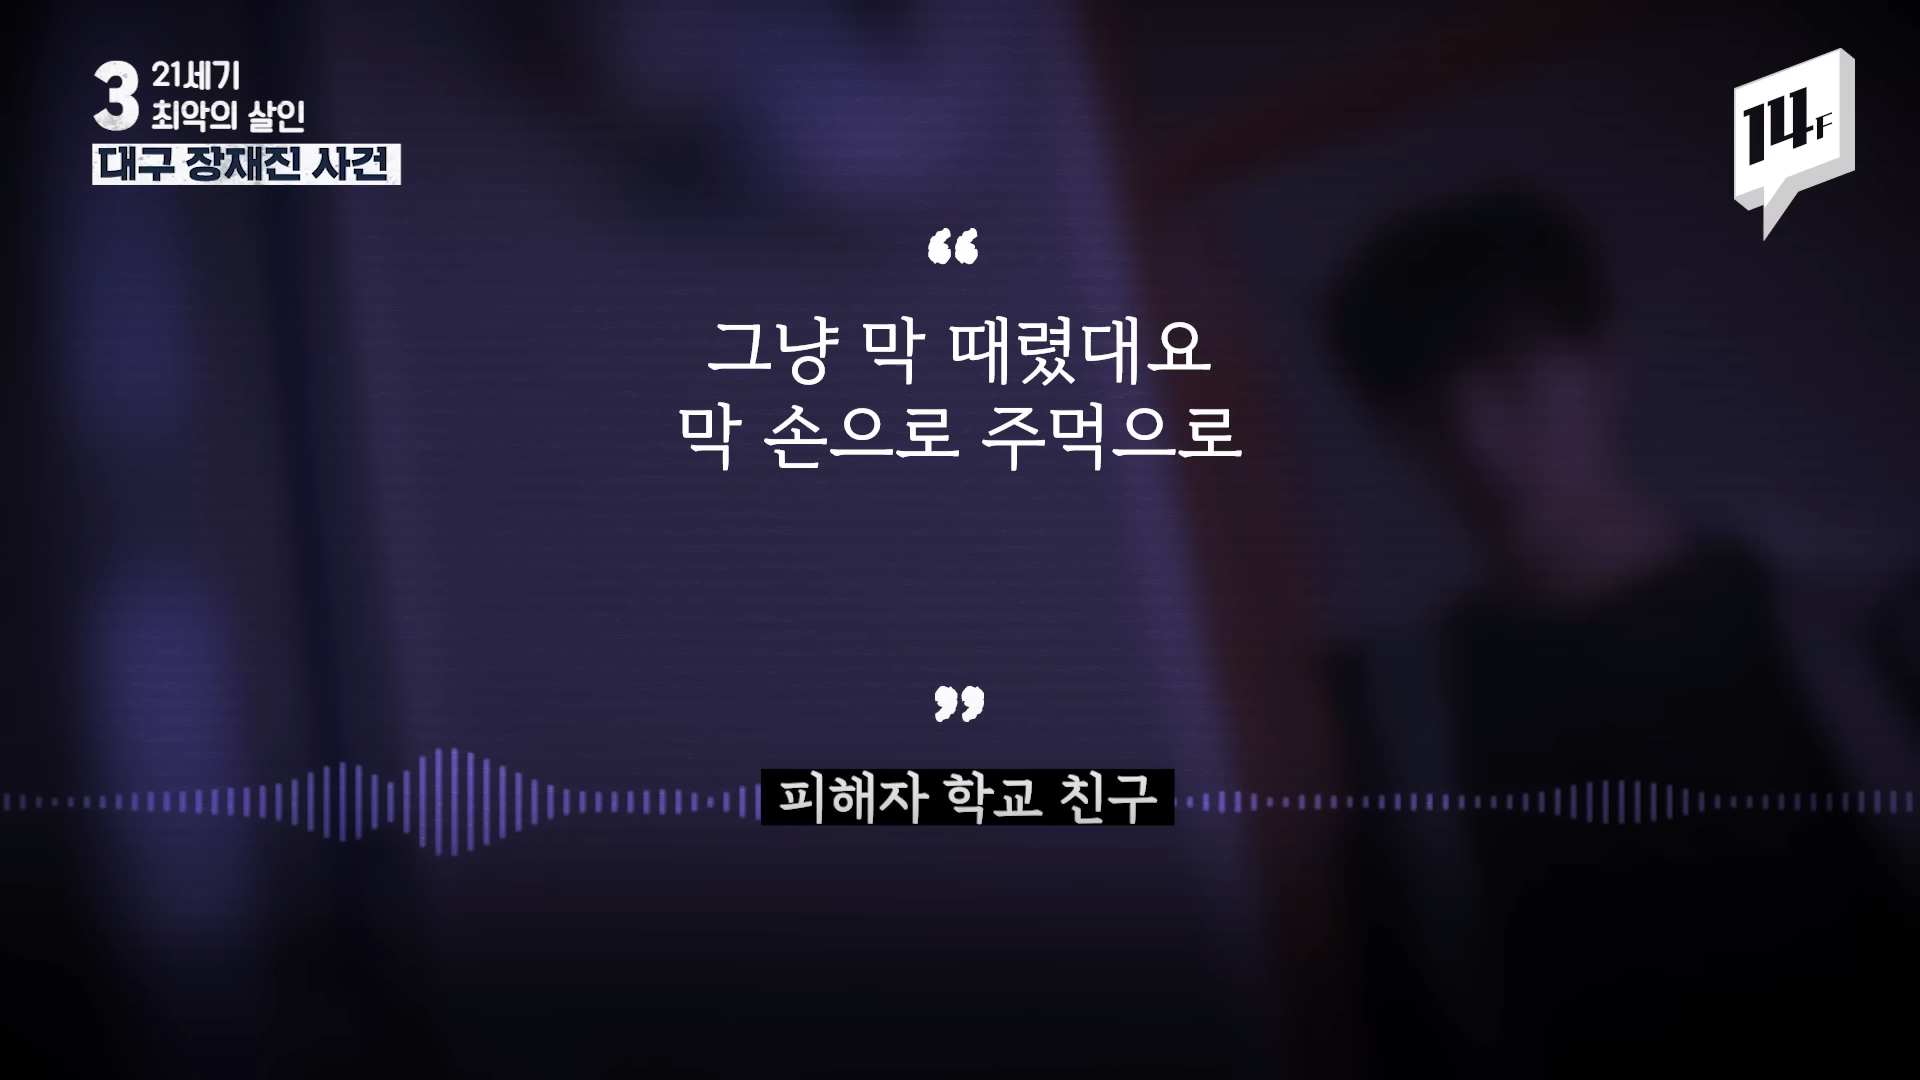 3
21세기
최악의 살인
대구 장재진 사건
14F
“
그냥 막 때렸대요
막 손으로 주먹으로
”
피해자 학교 친구